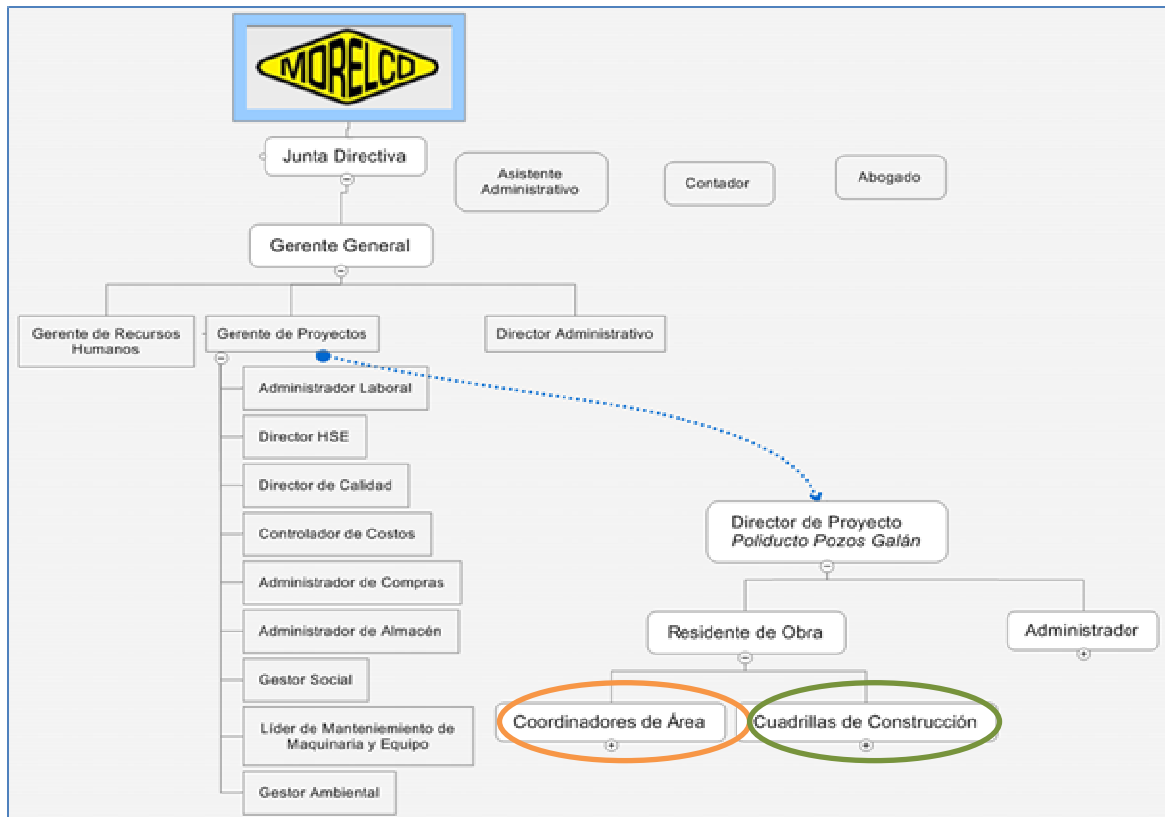 MORELCO
Junta Directiva
Asistente
Administrativo
Contador
Abogado
Gerente General
Gerente de Recursos
Humanos
Gerente de Proyectos
Director Administrativo
Administrador Laboral
Director HSE
Director de Calidad
Controlador de Costos
Administrador de Compras
Administrador de Almacén
Gestor Social
Líder de Manteniemiento de
Maquinaria y Equipo
Gestor Ambiental
Director de Proyecto
Poliducto Pozos Galán
Residente de Obra
Administrador
Coordinadores de Área
Cuadrillas de Construcción